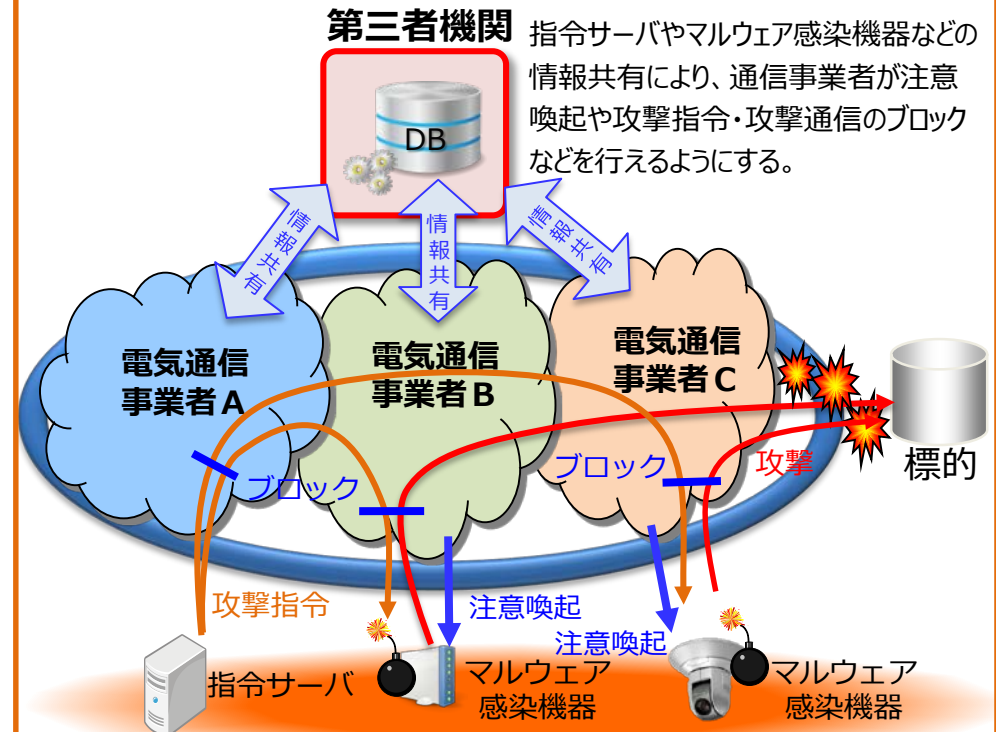 第三者機関
指令サーバやマルウェア感染機器などの
情報共有により、通信事業者が注意
喚起や攻撃指令・攻撃通信のブロック
などを行えるようにする。
DB
情報共有
情報共有
情報共有
電気通信
事業者A
電気通信
事業者B
電気通信
事業者C
ブロック
ブロック
攻撃
標的
攻撃指令
注意喚起
注意喚起
指令サーバ
マルウェア
感染機器
マルウェア
感染機器